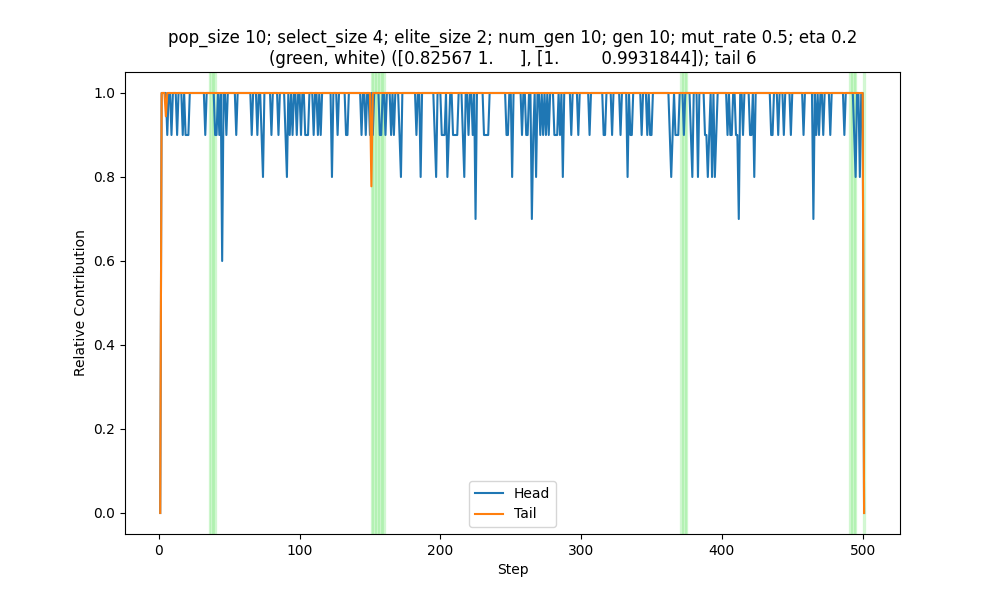 pop_size 10; select_size 4; elite_size 2; num_gen 10; gen 10; mut_rate 0.5; eta 0.2
(green, white) ([0.82567 1.     ], [1.        0.9931844]); tail 6
1.0
0.8
0.6
0.4
0.2
0.0
Relative Contribution
Head
Tail
0 100 200 300 400 500
Step